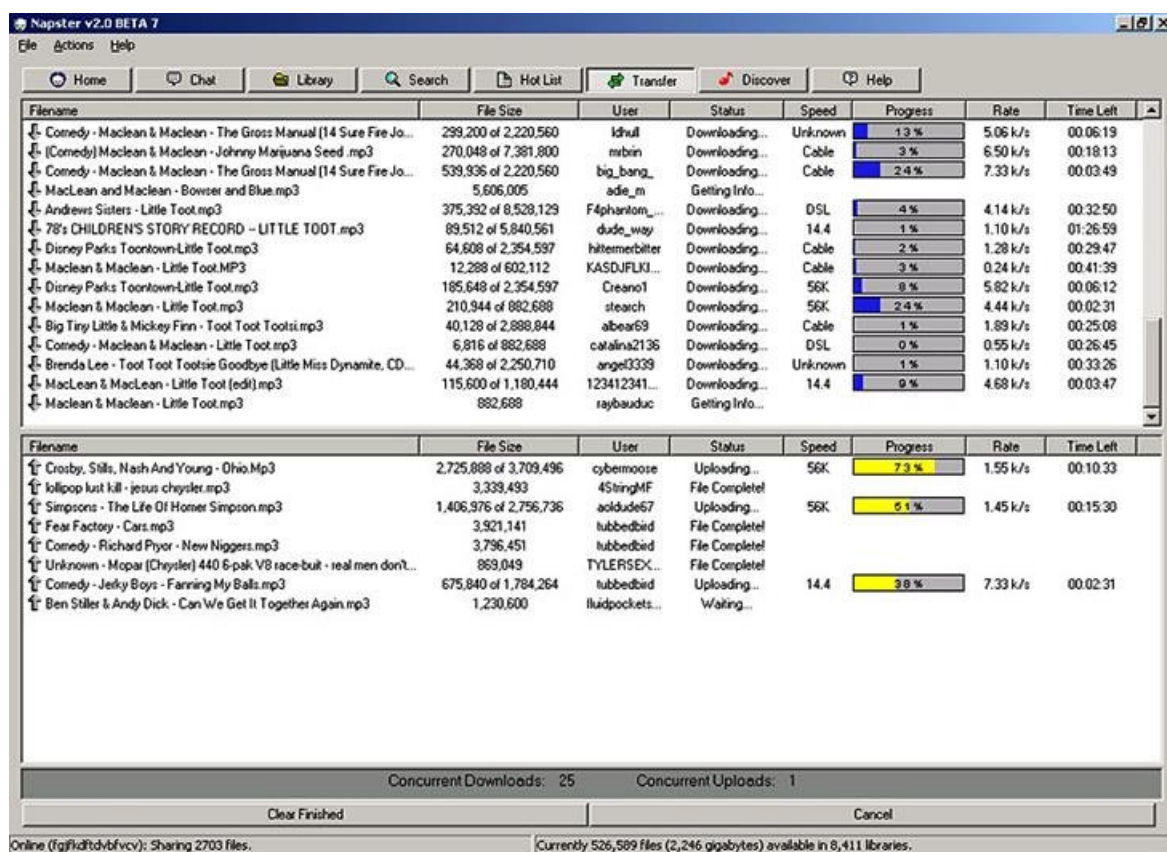 Napster v2.0 BETA 7
File Actions Help
Home Chat Library Search Hot List Transfer Discover Help
Filename File Size User Status Speed Progress Rate Time Left
Comedy - Maclean & Maclean - The Gross Manual (14 Sure Fire Jo... 299,200 of 2,220,560 ldhull Downloading... Unknown 13 % 5.06 k/s 00:06:19
(Comedy) Maclean & Maclean - Johnny Marijuana Seed .mp3 270,048 of 7,381,800 mrbrin Downloading... Cable 3 % 6.50 k/s 00:18:13
Comedy - Maclean & Maclean - The Gross Manual (14 Sure Fire Jo... 539,936 of 2,220,560 big_bang_ Downloading... Cable 24 % 7.33 k/s 00:03:49
MacLean and Maclean - Bowser and Blue.mp3 5,606,005 adie_m Getting Info...
Andrews Sisters - Little Toot.mp3 375,392 of 8,528,129 F4phantom_... Downloading... DSL 4 % 4.14 k/s 00:32:50
78's CHILDREN'S STORY RECORD -- LITTLE TOOT.mp3 89,512 of 5,840,561 dude_way Downloading... 14.4 1 % 1.10 k/s 01:26:59
Disney Parks Toontown-Little Toot.mp3 64,608 of 2,354,597 hittermerbitter Downloading... Cable 2 % 1.28 k/s 00:29:47
Maclean & Maclean - Little Toot.MP3 12,288 of 602,112 KASDJFLKJ... Downloading... Cable 3 % 0.24 k/s 00:41:39
Disney Parks Toontown-Little Toot.mp3 185,648 of 2,354,597 Creano1 Downloading... 56K 8 % 5.82 k/s 00:06:12
Maclean & Maclean - Little Toot.mp3 210,944 of 882,688 stearch Downloading... 56K 24 % 4.44 k/s 00:02:31
Big Tiny Little & Mickey Finn - Toot Toot Tootsi.mp3 40,128 of 2,888,844 albear69 Downloading... Cable 1 % 1.89 k/s 00:25:08
Comedy - Maclean & Maclean - Little Toot.mp3 6,816 of 882,688 catalina2136 Downloading... DSL 0 % 0.55 k/s 00:26:45
Brenda Lee - Toot Toot Tootsie Goodbye (Little Miss Dynamite, CD... 44,368 of 2,250,710 angel3339 Downloading... Unknown 1 % 1.10 k/s 00:33:26
MacLean & MacLean - Little Toot (edit).mp3 115,600 of 1,180,444 123412341... Downloading... 14.4 9 % 4.68 k/s 00:03:47
Maclean & Maclean - Little Toot.mp3 882,688 raybauduc Getting Info...
Filename File Size User Status Speed Progress Rate Time Left
Crosby, Stills, Nash And Young - Ohio.Mp3 2,725,888 of 3,709,496 cybermoose Uploading... 56K 73 % 1.55 k/s 00:10:33
lollipop lust kill - jesus chrysler.mp3 3,339,493 4StringMF File Complete!
Simpsons - The Life Of Homer Simpson.mp3 1,406,976 of 2,756,736 aoldude67 Uploading... 56K 51 % 1.45 k/s 00:15:30
Fear Factory - Cars.mp3 3,921,141 tubbedbird File Complete!
Comedy - Richard Pryor - New Niggers.mp3 3,796,451 tubbedbird File Complete!
Unknown - Mopar (Chrysler) 440 6-pak V8 race-buit - real men don't... 869,049 TYLERSEX... File Complete!
Comedy - Jerky Boys - Fanning My Balls.mp3 675,840 of 1,784,264 tubbedbird Uploading... 14.4 38 % 7.33 k/s 00:02:31
Ben Stiller & Andy Dick - Can We Get It Together Again.mp3 1,230,600 fluidpockets... Waiting...
Concurrent Downloads: 25 Concurrent Uploads: 1
Clear Finished Cancel
Online (fgjfkdftdvbfvcv): Sharing 2703 files. Currently 526,589 files (2,246 gigabytes) available in 8,411 libraries.